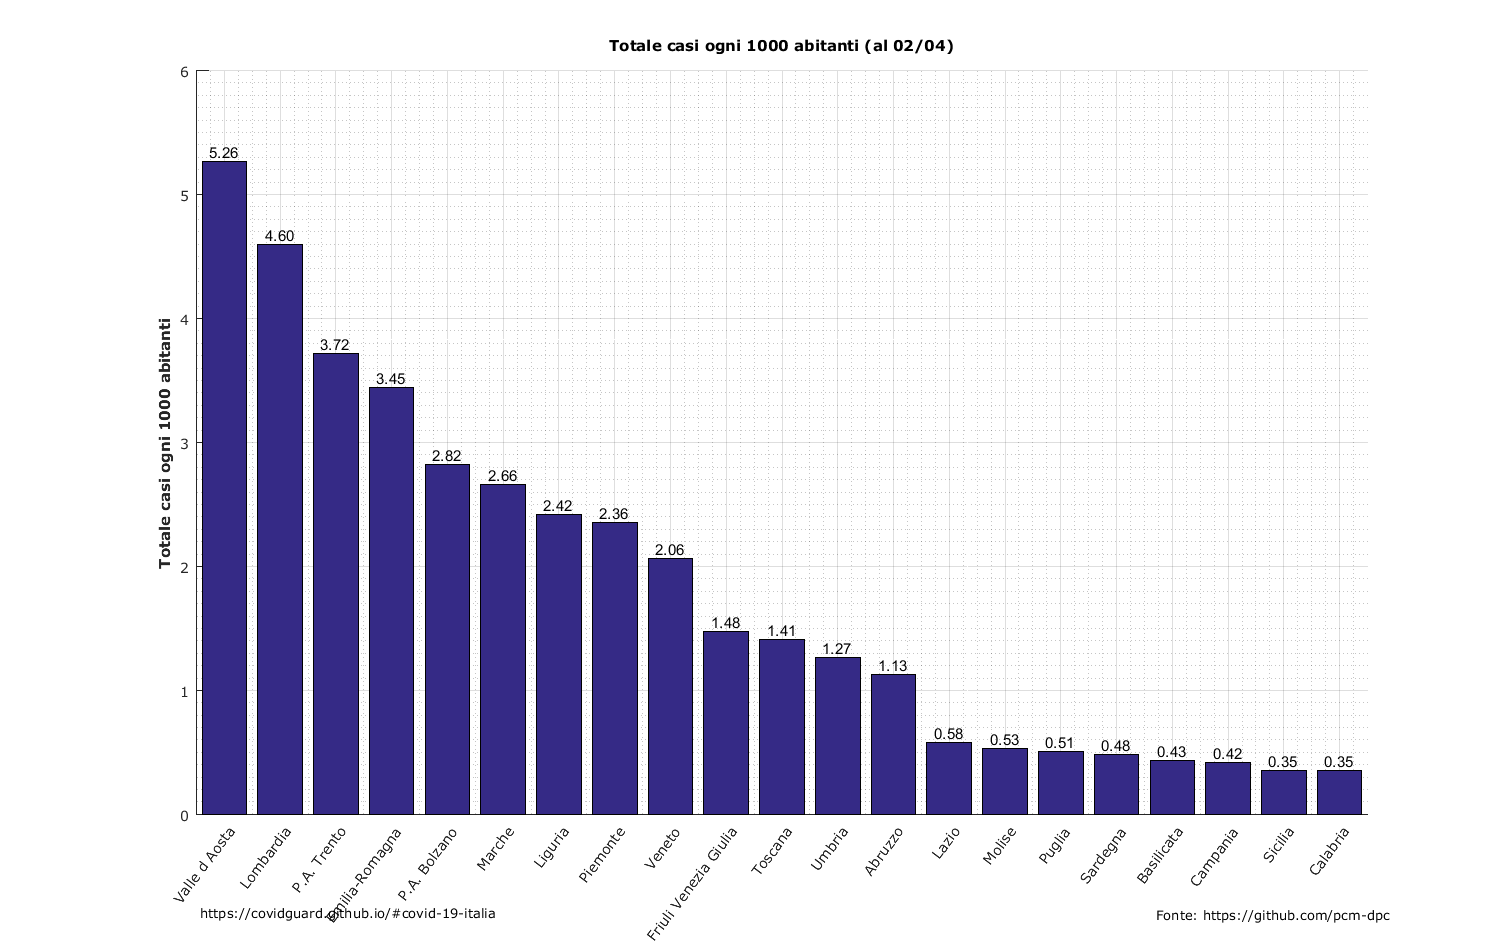 Totale casi ogni 1000 abitanti (al 02/04)
Totale casi ogni 1000 abitanti
6
5
4
3
2
1
0
5.26
4.60
3.72
3.45
2.82
2.66
2.42
2.36
2.06
1.48
1.41
1.27
1.13
0.58
0.53
0.51
0.48
0.43
0.42
0.35
0.35
Valle d Aosta
Lombardia
P.A. Trento
Emilia-Romagna
P.A. Bolzano
Marche
Liguria
Piemonte
Veneto
Friuli Venezia Giulia
Toscana
Umbria
Abruzzo
Lazio
Molise
Puglia
Sardegna
Basilicata
Campania
Sicilia
Calabria
https://covidguard.github.io/#covid-19-italia
Fonte: https://github.com/pcm-dpc